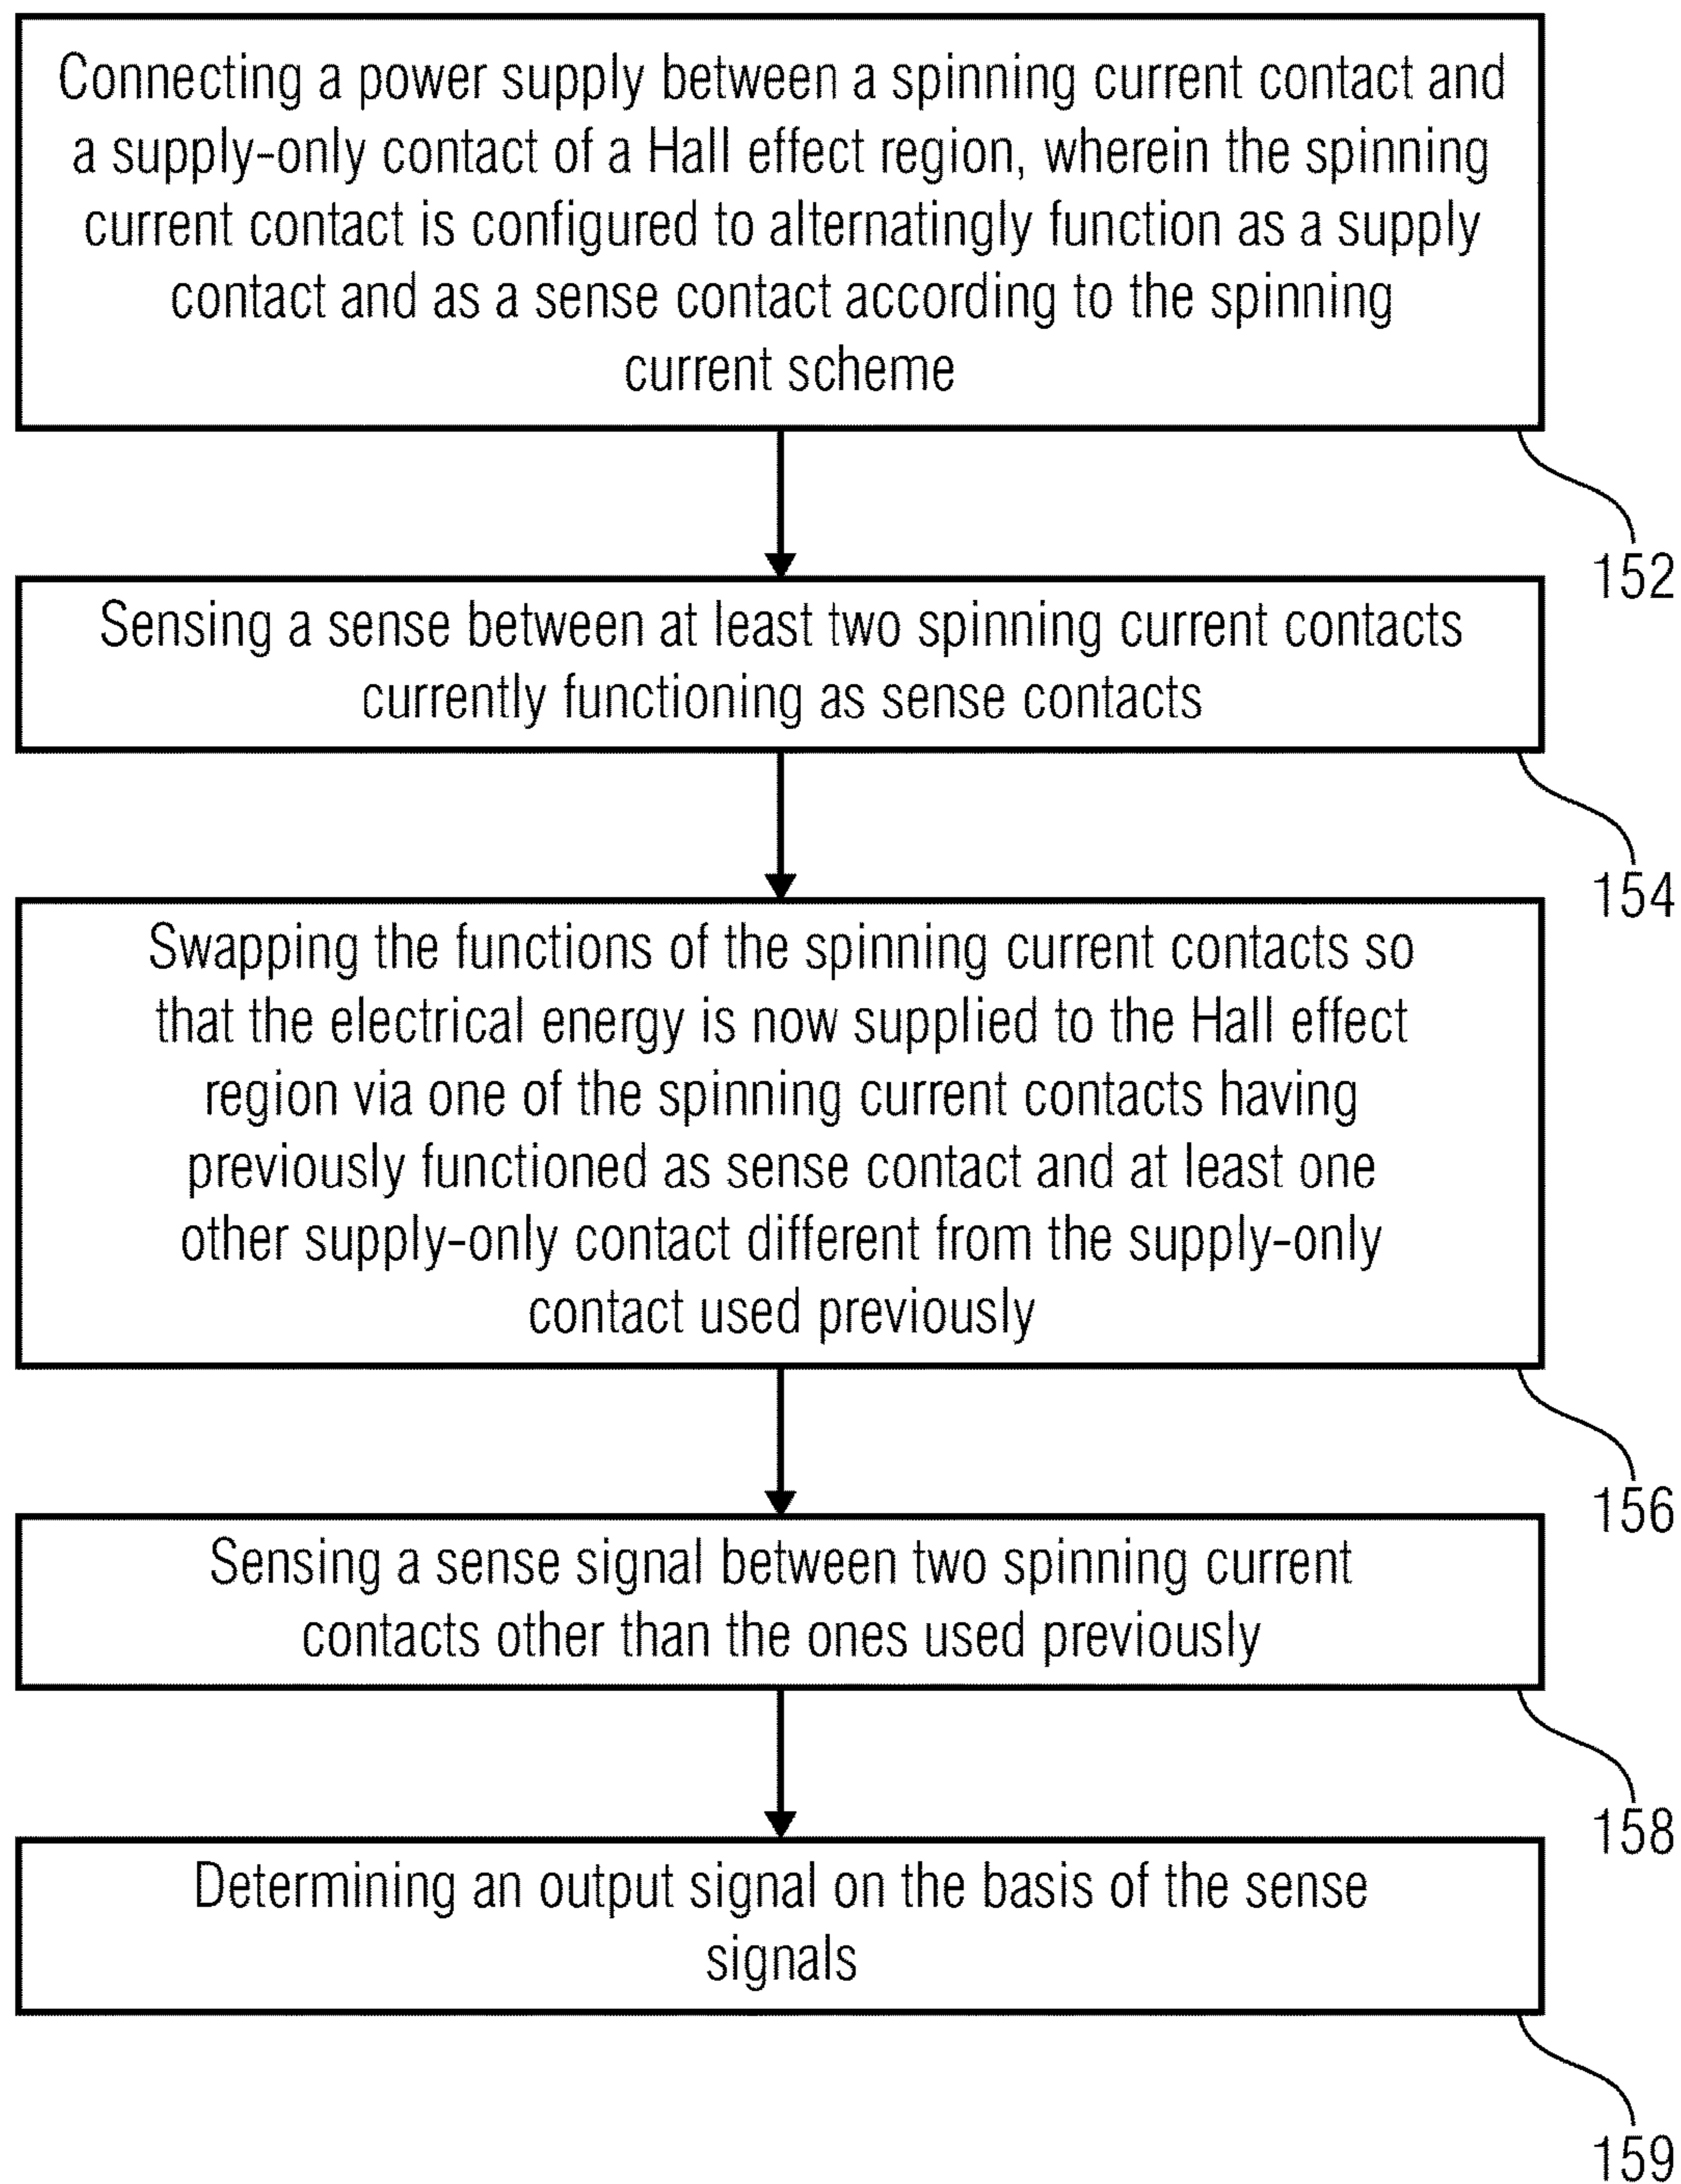 Connecting a power supply between a spinning current contact and
a supply-only contact of a Hall effect region, wherein the spinning
current contact is configured to alternatingly function as a supply
contact and as a sense contact according to the spinning
current scheme
152
Sensing a sense between at least two spinning current contacts
currently functioning as sense contacts
154
Swapping the functions of the spinning current contacts so
that the electrical energy is now supplied to the Hall effect
region via one of the spinning current contacts having
previously functioned as sense contact and at least one
other supply-only contact different from the supply-only
contact used previously
156
Sensing a sense signal between two spinning current
contacts other than the ones used previously
158
Determining an output signal on the basis of the sense
signals
159